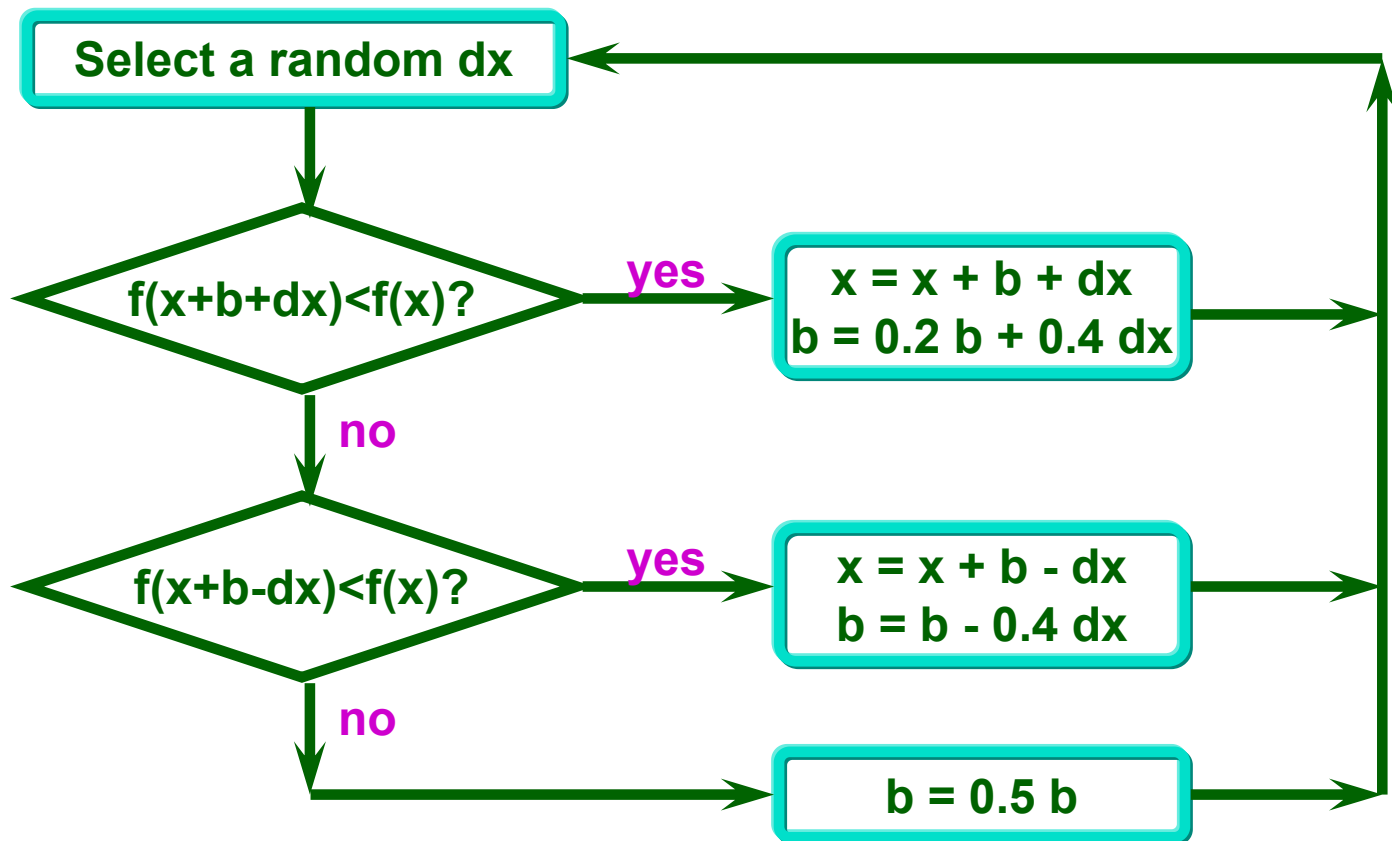 Select a random dx
f(x+b+dx)<f(x)?
yes
x = x + b + dx
b = 0.2 b + 0.4 dx
no
f(x+b-dx)<f(x)?
yes
x = x + b - dx
b = b - 0.4 dx
no
b = 0.5 b